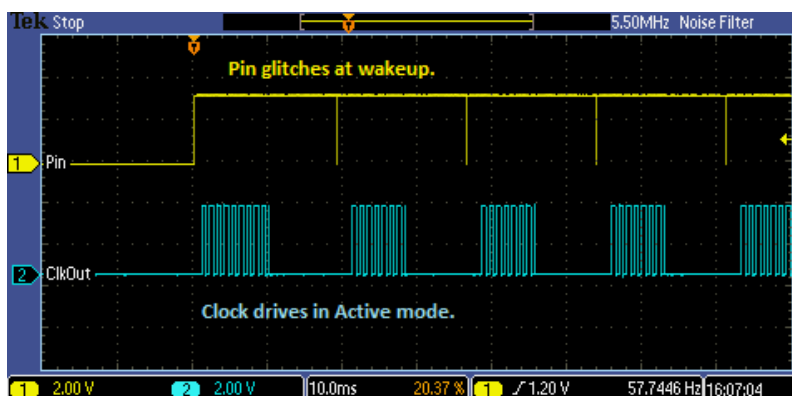 Tek Stop 5.50MHz Noise Filter
Pin glitches at wakeup.
1 Pin
2 ClkOut
Clock drives in Active mode.
1 2.00 V 2 2.00 V 10.0ms 20.37 % 1 1.20 V 57.7446 Hz 16:07:04